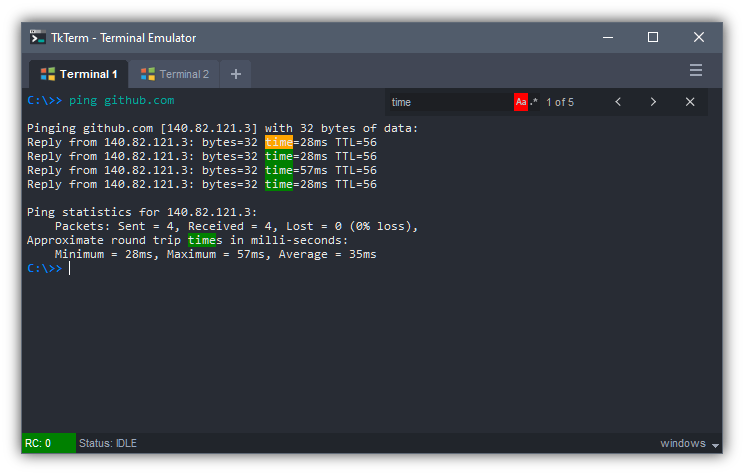 TkTerm - Terminal Emulator
Terminal 1 Terminal 2 +
C:\>> ping github.com
time Aa .* 1 of 5
Pinging github.com [140.82.121.3] with 32 bytes of data:
Reply from 140.82.121.3: bytes=32 time=28ms TTL=56
Reply from 140.82.121.3: bytes=32 time=28ms TTL=56
Reply from 140.82.121.3: bytes=32 time=57ms TTL=56
Reply from 140.82.121.3: bytes=32 time=28ms TTL=56
Ping statistics for 140.82.121.3:
    Packets: Sent = 4, Received = 4, Lost = 0 (0% loss),
Approximate round trip times in milli-seconds:
    Minimum = 28ms, Maximum = 57ms, Average = 35ms
C:\>>
RC: 0 Status: IDLE windows